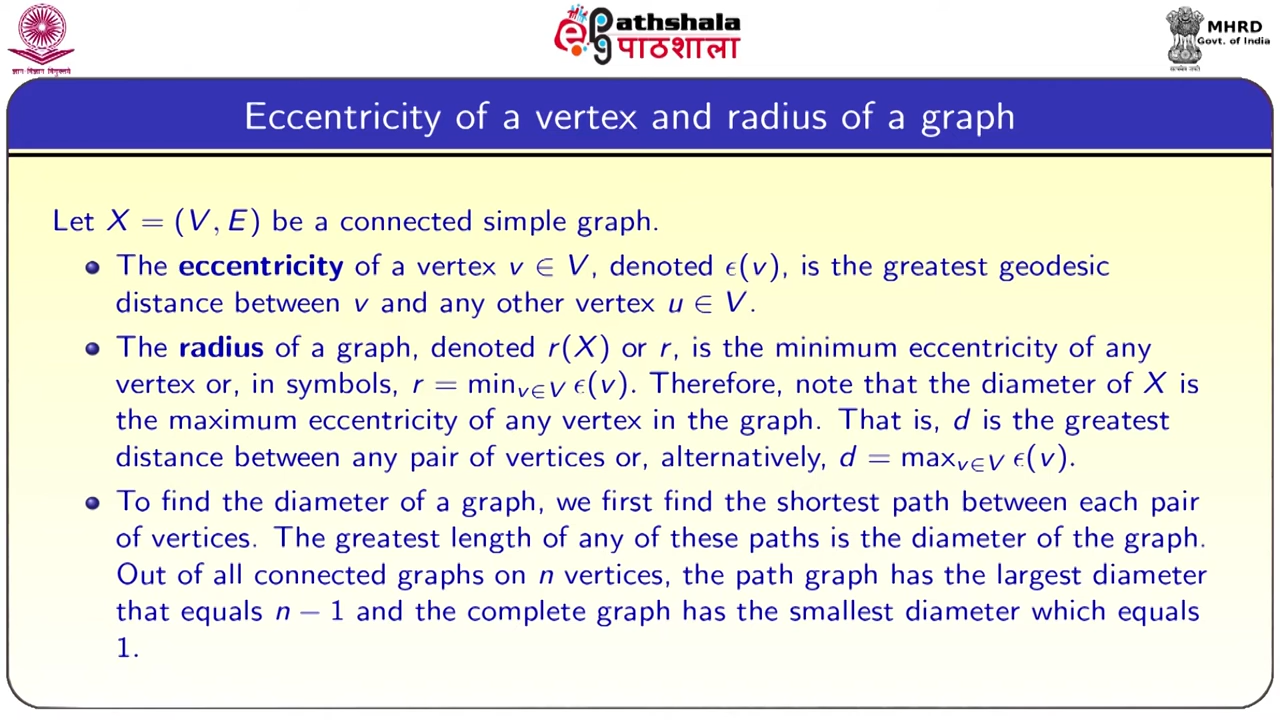 ज्ञान-विज्ञान विमुक्तये
ePathshala
pg पाठशाला
सत्यमेव जयते
MHRD
Govt. of India
Eccentricity of a vertex and radius of a graph
Let X = (V, E) be a connected simple graph.
The eccentricity of a vertex v ∈ V, denoted ϵ(v), is the greatest geodesic
distance between v and any other vertex u ∈ V.
The radius of a graph, denoted r(X) or r, is the minimum eccentricity of any
vertex or, in symbols, r = min_{v∈V} ϵ(v). Therefore, note that the diameter of X is
the maximum eccentricity of any vertex in the graph. That is, d is the greatest
distance between any pair of vertices or, alternatively, d = max_{v∈V} ϵ(v).
To find the diameter of a graph, we first find the shortest path between each pair
of vertices. The greatest length of any of these paths is the diameter of the graph.
Out of all connected graphs on n vertices, the path graph has the largest diameter
that equals n − 1 and the complete graph has the smallest diameter which equals
1.